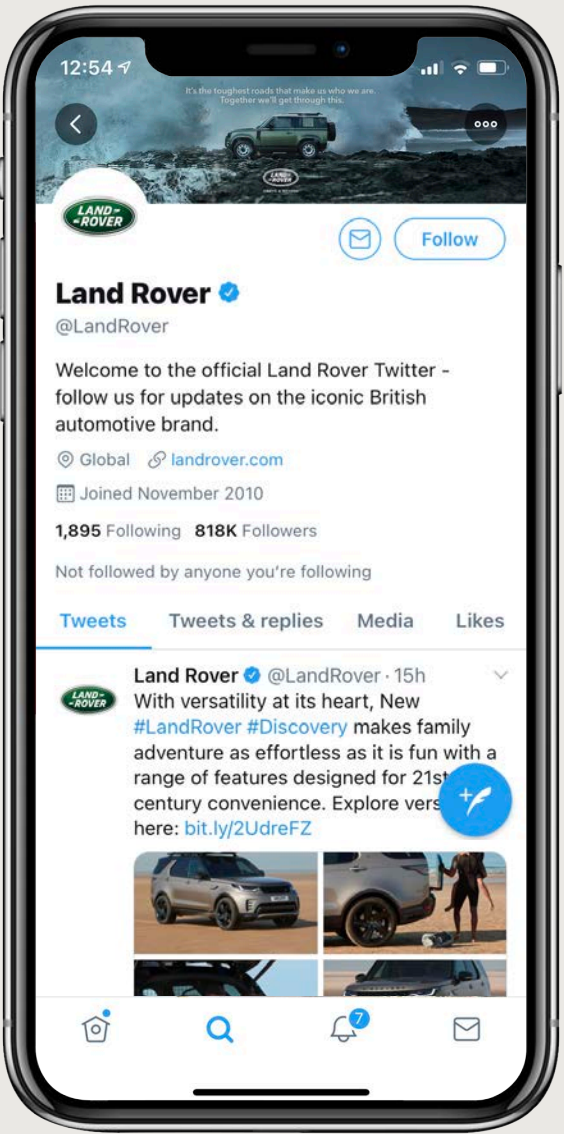 12:54
It's the toughest roads that make us who we are.
Together we'll get through this.
LAND-
-ROVER
LAND-
-ROVER
Follow
Land Rover
@LandRover
Welcome to the official Land Rover Twitter -
follow us for updates on the iconic British
automotive brand.
Global landrover.com
Joined November 2010
1,895 Following 818K Followers
Not followed by anyone you're following
Tweets Tweets & replies Media Likes
Land Rover @LandRover · 15h
LAND-
-ROVER
With versatility at its heart, New
#LandRover #Discovery makes family
adventure as effortless as it is fun with a
range of features designed for 21st
century convenience. Explore vers
here: bit.ly/2UdreFZ
7